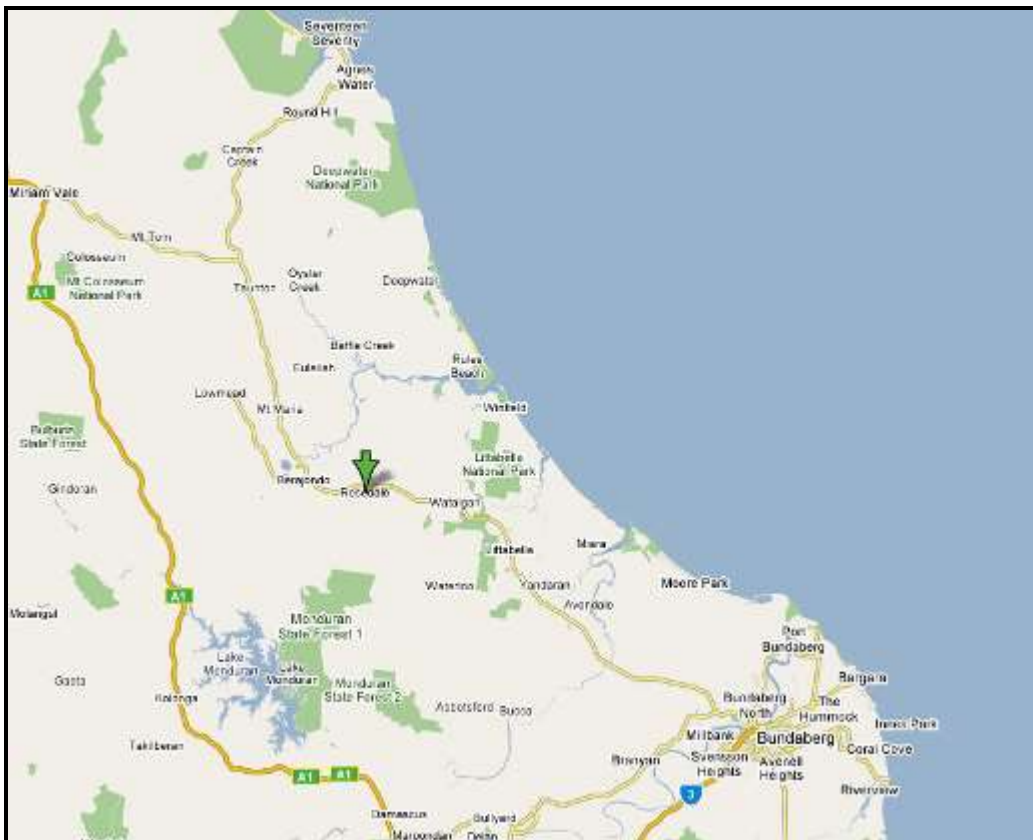 Seventeen
Seventy
Agnes
Water
Round Hill
Captain
Creek
Deepwater
National Park
Miriam Vale
Mt Tom
Colosseum
Mt Colosseum
National Park
A1
Taunton
Oyster
Creek
Deepwater
Baffle Creek
Eulailah
Rules
Beach
Lowmead
Mt Maria
Winfield
Bulburin
State Forest
Littabella
National Park
Berajondo
Rosedale
Watalgan
Gindoran
Littabella
Miara
Waterloo
Yandaran
Moore Park
Avondale
A1
Molangul
Monduran
State Forest 1
Port
Bundaberg
Lake
Monduran
Lake
Monduran
Gaeta
Kolonga
Monduran
State Forest 2
Abbotsford
Bucca
Bargara
Bundaberg
North
The
Hummock
Innes Park
Millbank
Bundaberg
Takilberan
Svensson
Heights
Avenell
Heights
Coral Cove
A1
A1
Riverview
3
Damascus
Bullyard
Maroondan